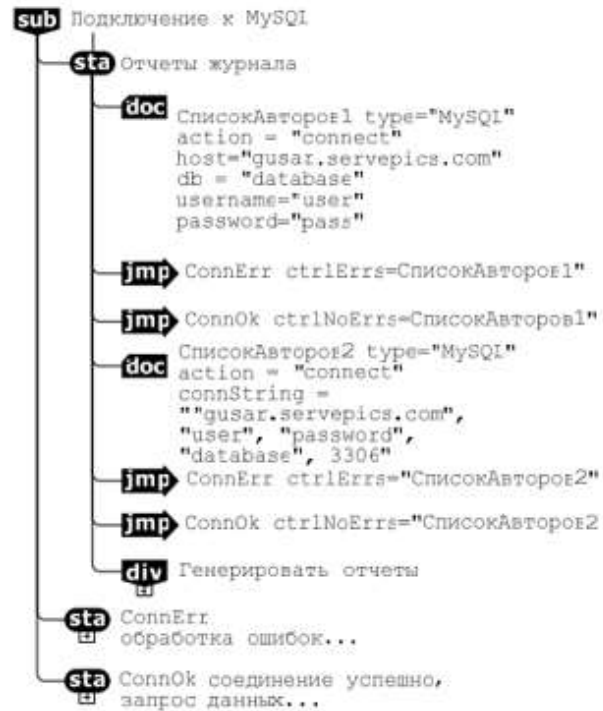 sub Подключение к MySQL
sta Отчеты журнала
doc СписокАвторов1 type="MySQL"
action = "connect"
host="gusar.servepics.com"
db = "database"
username="user"
password="pass"
jmp ConnErr ctrlErrs=СписокАвторов1"
jmp ConnOk ctrlNoErrs=СписокАвторов1"
doc СписокАвторов2 type="MySQL"
action = "connect"
connString =
""gusar.servepics.com",
"user", "password",
"database", 3306"
jmp ConnErr ctrlErrs="СписокАвторов2"
jmp ConnOk ctrlNoErrs="СписокАвторов2
div Генерировать отчеты
sta ConnErr
обработка ошибок...
sta ConnOk соединение успешно,
запрос данных...